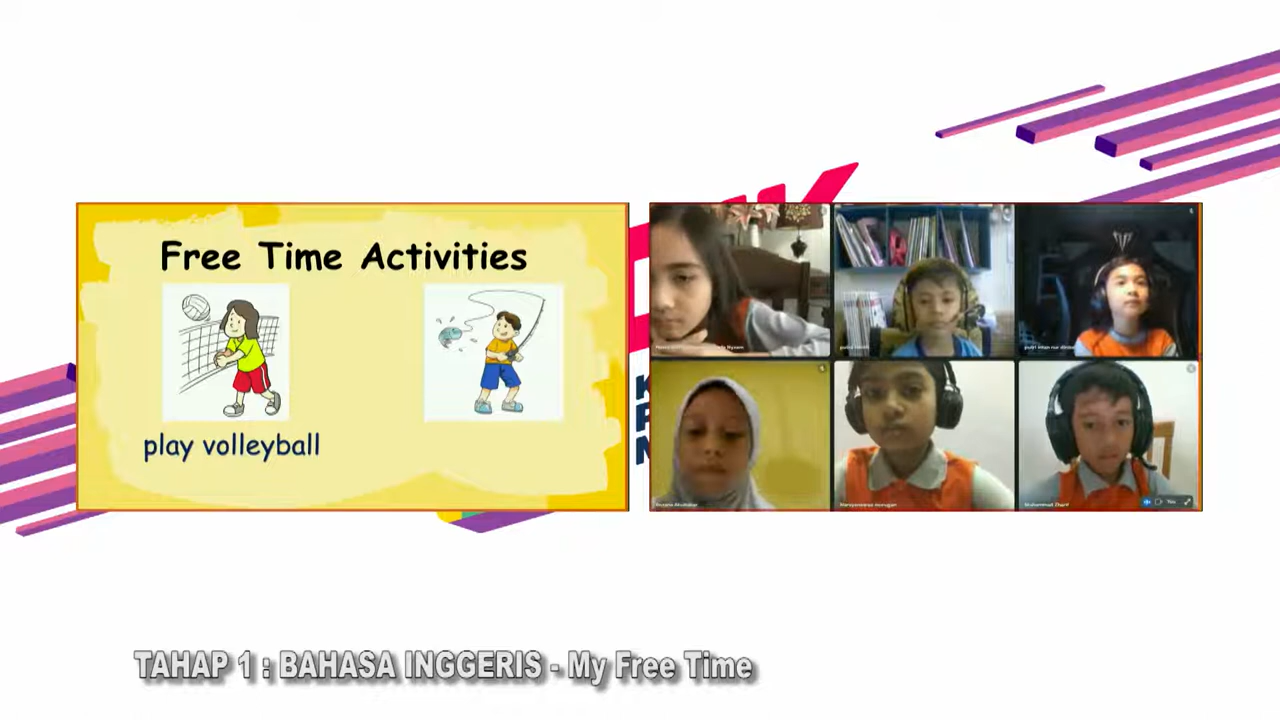 Free Time Activities
play volleyball
TAHAP 1 : BAHASA INGGERIS - My Free Time